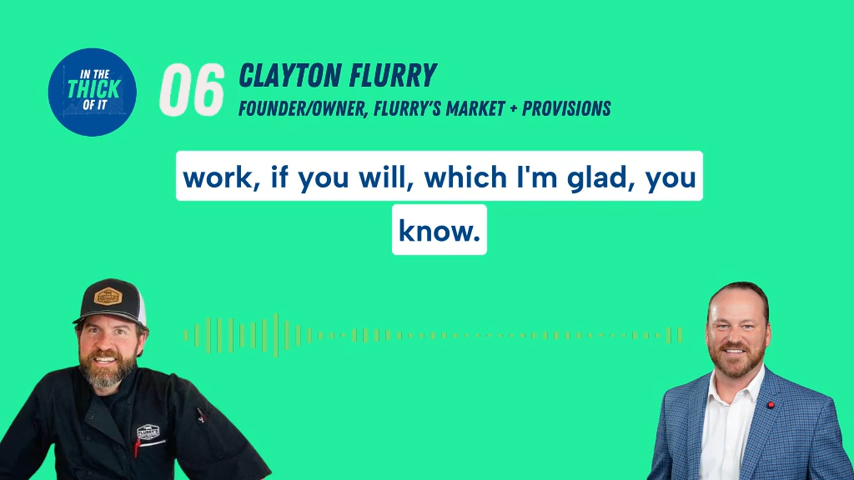 IN THE
THICK
OF IT
06
CLAYTON FLURRY
FOUNDER/OWNER, FLURRY'S MARKET + PROVISIONS
work, if you will, which I'm glad, you
know.